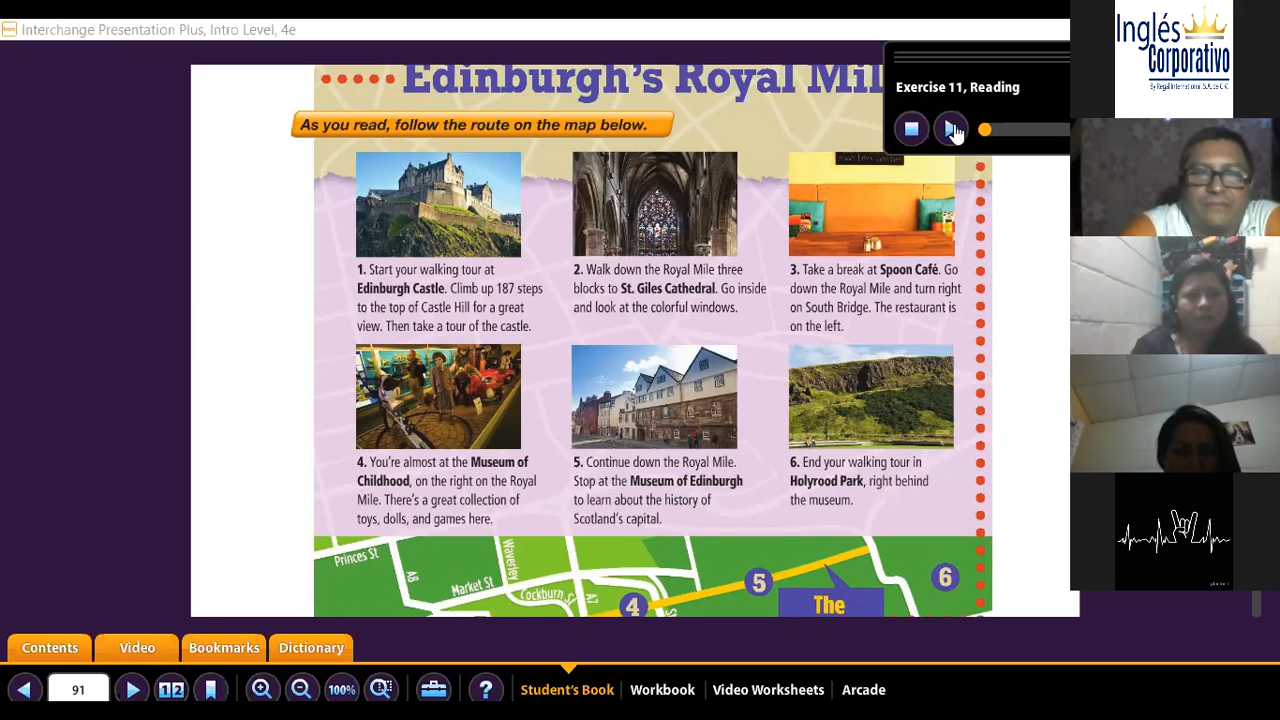 Interchange Presentation Plus, Intro Level, 4e
Inglés
Corporativo
By Regal International S.A. de C.V.
Edinburgh's Royal Mil
Exercise 11, Reading
As you read, follow the route on the map below.
1. Start your walking tour at
Edinburgh Castle. Climb up 187 steps
to the top of Castle Hill for a great
view. Then take a tour of the castle.
2. Walk down the Royal Mile three
blocks to St. Giles Cathedral. Go inside
and look at the colorful windows.
3. Take a break at Spoon Café. Go
down the Royal Mile and turn right
on South Bridge. The restaurant is
on the left.
4. You're almost at the Museum of
Childhood, on the right on the Royal
Mile. There's a great collection of
toys, dolls, and games here.
5. Continue down the Royal Mile.
Stop at the Museum of Edinburgh
to learn about the history of
Scotland's capital.
6. End your walking tour in
Holyrood Park, right behind
the museum.
Princes St
A8
Waverley
Market St
Cockburn St
A7
4
5
6
The
Contents
Video
Bookmarks
Dictionary
91
12
100%
?
Student's Book
Workbook
Video Worksheets
Arcade